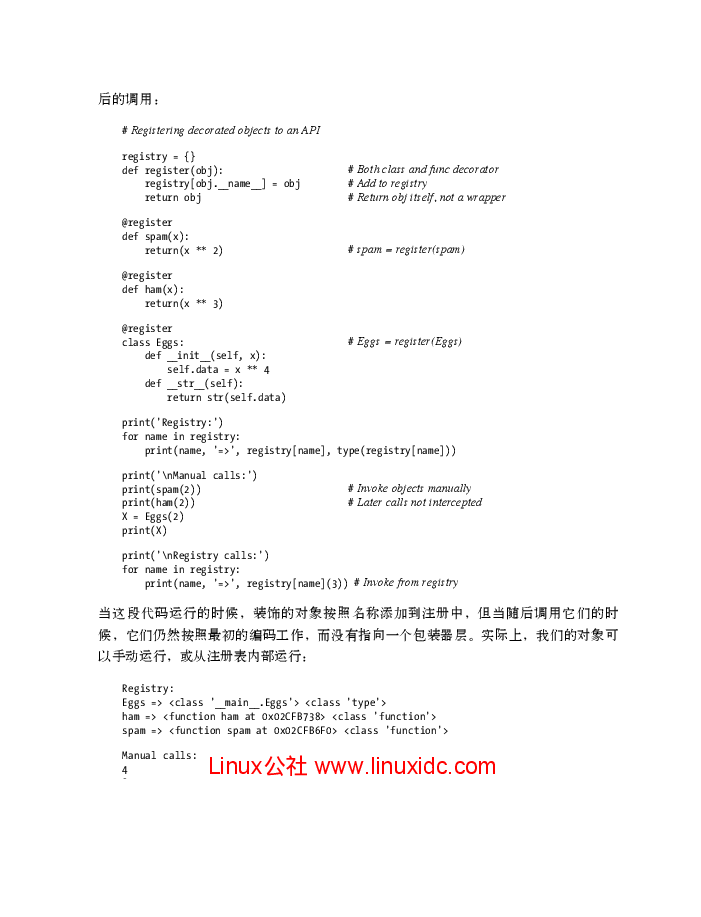 后的调用：
# Registering decorated objects to an API
registry = {}
def register(obj): # Both class and func decorator
    registry[obj.__name__] = obj # Add to registry
    return obj # Return obj itself, not a wrapper
@register
def spam(x):
    return(x ** 2) # spam = register(spam)
@register
def ham(x):
    return(x ** 3)
@register
class Eggs: # Eggs = register(Eggs)
    def __init__(self, x):
        self.data = x ** 4
    def __str__(self):
        return str(self.data)
print('Registry:')
for name in registry:
    print(name, '=>', registry[name], type(registry[name]))
print('\nManual calls:')
print(spam(2)) # Invoke objects manually
print(ham(2)) # Later calls not intercepted
X = Eggs(2)
print(X)
print('\nRegistry calls:')
for name in registry:
    print(name, '=>', registry[name](3)) # Invoke from registry
当这段代码运行的时候，装饰的对象按照名称添加到注册中，但当随后调用它们的时
候，它们仍然按照最初的编码工作，而没有指向一个包装器层。实际上，我们的对象可
以手动运行，或从注册表内部运行：
Registry:
Eggs => <class '__main__.Eggs'> <class 'type'>
ham => <function ham at 0x02CFB738> <class 'function'>
spam => <function spam at 0x02CFB6F0> <class 'function'>
Manual calls:
4
Linux公社 www.linuxidc.com